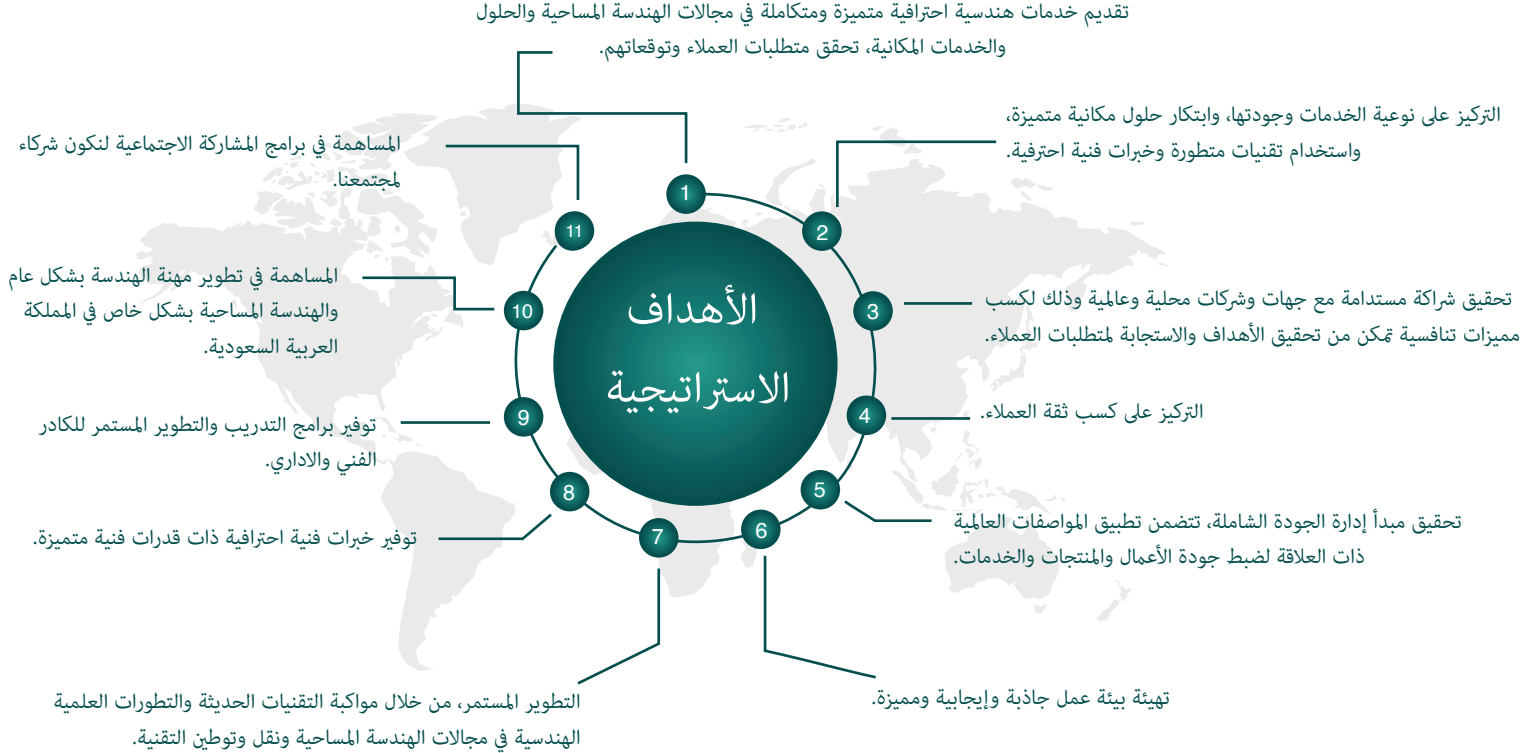 الأهداف
الاستراتيجية
1
تقديم خدمات هندسية احترافية متميزة ومتكاملة في مجالات الهندسة المساحية والحلول
والخدمات المكانية، تحقق متطلبات العملاء وتوقعاتهم.
2
التركيز على نوعية الخدمات وجودتها، وابتكار حلول مكانية متميزة،
واستخدام تقنيات متطورة وخبرات فنية احترفية.
3
تحقيق شراكة مستدامة مع جهات وشركات محلية وعالمية وذلك لكسب
مميزات تنافسية تمكن من تحقيق الأهداف والاستجابة لمتطلبات العملاء.
4
التركيز على كسب ثقة العملاء.
5
تحقيق مبدأ إدارة الجودة الشاملة، تتضمن تطبيق المواصفات العالمية
ذات العلاقة لضبط جودة الأعمال والمنتجات والخدمات.
6
تهيئة بيئة عمل جاذبة وإيجابية ومميزة.
7
التطوير المستمر، من خلال مواكبة التقنيات الحديثة والتطورات العلمية
الهندسية في مجالات الهندسة المساحية ونقل وتوطين التقنية.
8
توفير خبرات فنية احترافية ذات قدرات فنية متميزة.
9
توفير برامج التدريب والتطوير المستمر للكادر
الفني والاداري.
10
المساهمة في تطوير مهنة الهندسة بشكل عام
والهندسة المساحية بشكل خاص في المملكة
العربية السعودية.
11
المساهمة في برامج المشاركة الاجتماعية لنكون شركاء
لمجتمعنا.